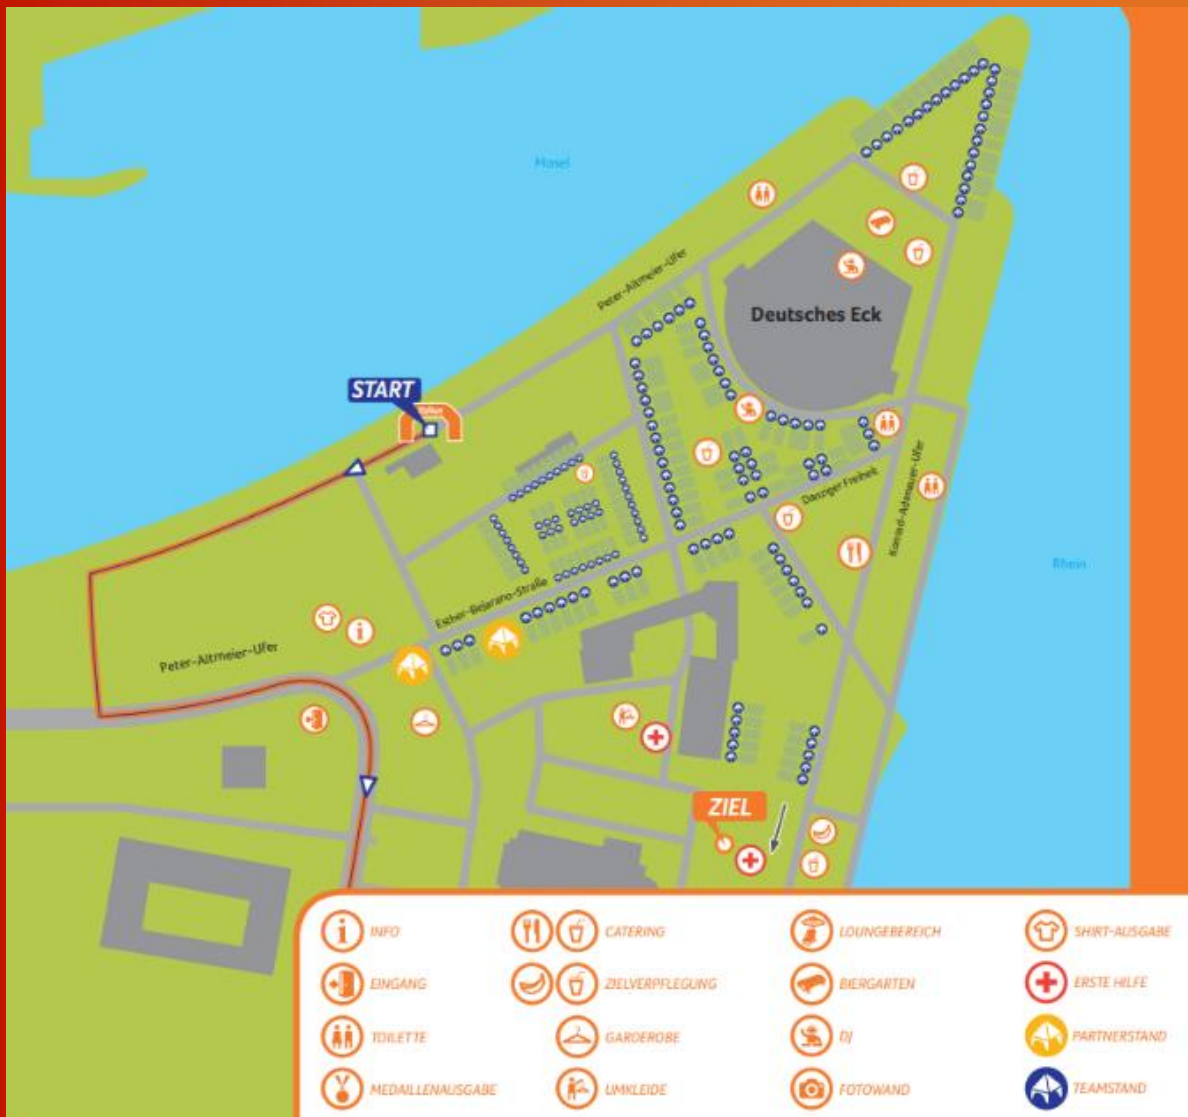 Mosel
Peter-Altmeier-Ufer
Deutsches Eck
START
Danziger Freiheit
Konrad-Adenauer-Ufer
Rhein
Escher-Bejarano-Straße
Peter-Altmeier-Ufer
ZIEL
INFO
CATERING
LOUNGEBEREICH
SHIRT-AUSGABE
EINGANG
ZIELVERPFLEGUNG
BIERGARTEN
ERSTE HILFE
TOILETTE
GARDEROBE
DJ
PARTNERSTAND
MEDAILLENAUSGABE
UMKLEIDE
FOTOWAND
TEAMSTAND